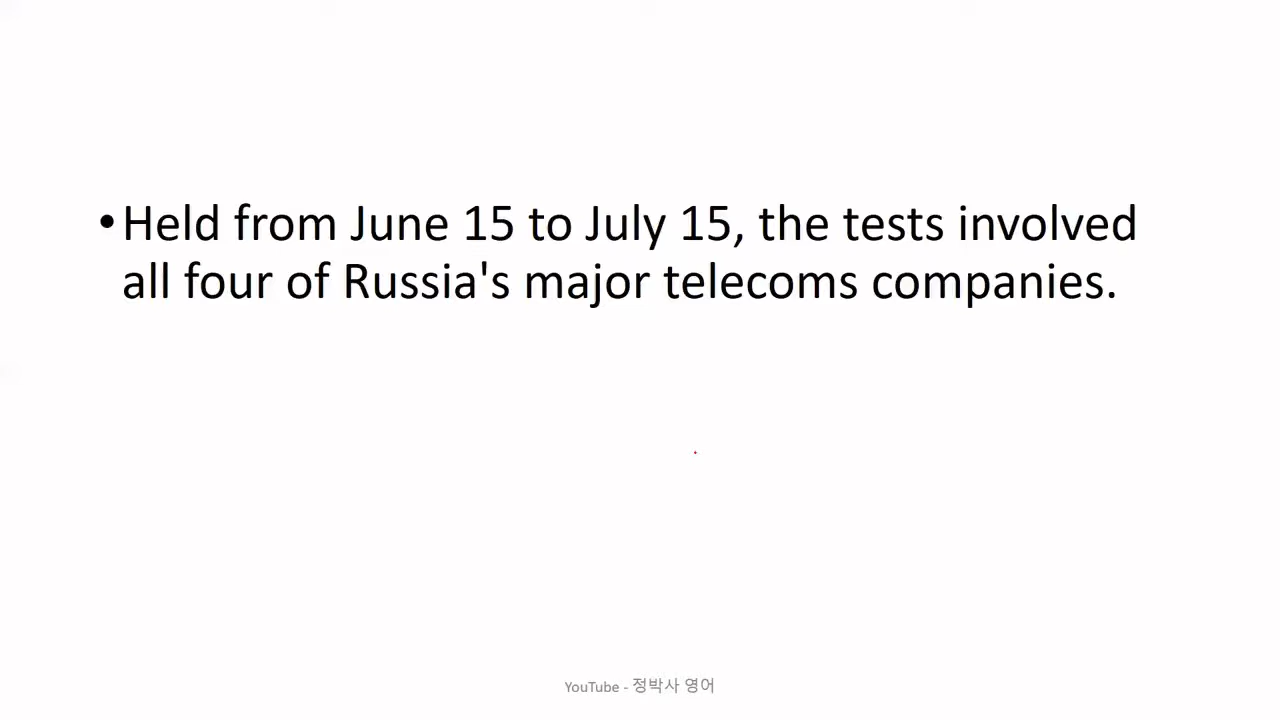 •Held from June 15 to July 15, the tests involved
all four of Russia's major telecoms companies.
YouTube - 정박사 영어